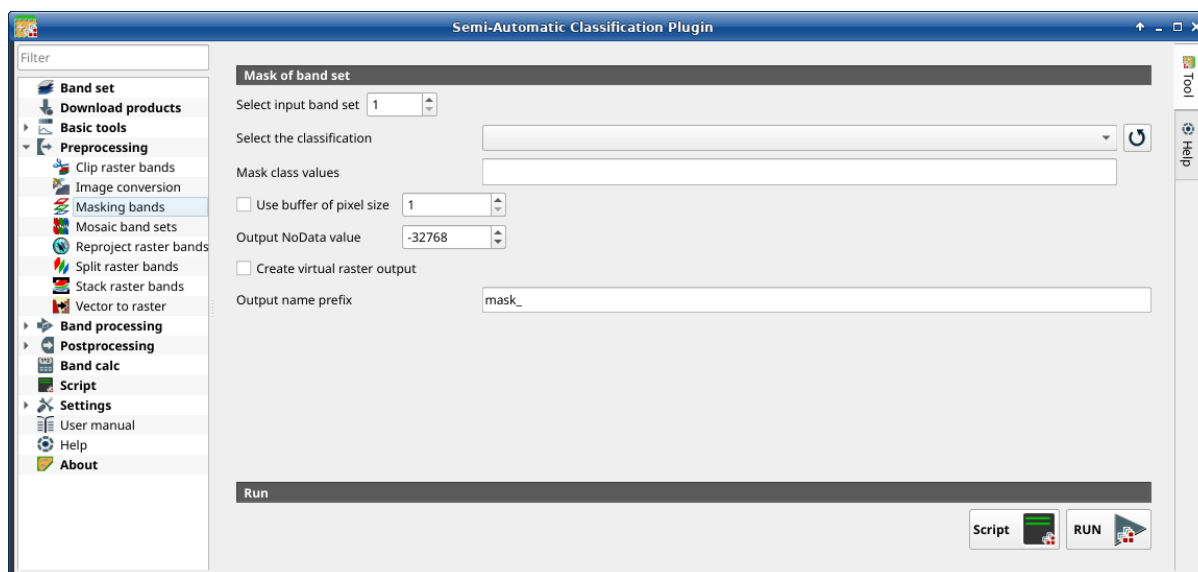 Semi-Automatic Classification Plugin
Filter
Band set
Download products
Basic tools
Preprocessing
Clip raster bands
Image conversion
Masking bands
Mosaic band sets
Reproject raster bands
Split raster bands
Stack raster bands
Vector to raster
Band processing
Postprocessing
Band calc
Script
Settings
User manual
Help
About
Mask of band set
Select input band set 1
Select the classification
Mask class values
Use buffer of pixel size 1
Output NoData value -32768
Create virtual raster output
Output name prefix mask_
Run
Script RUN
Tool
Help